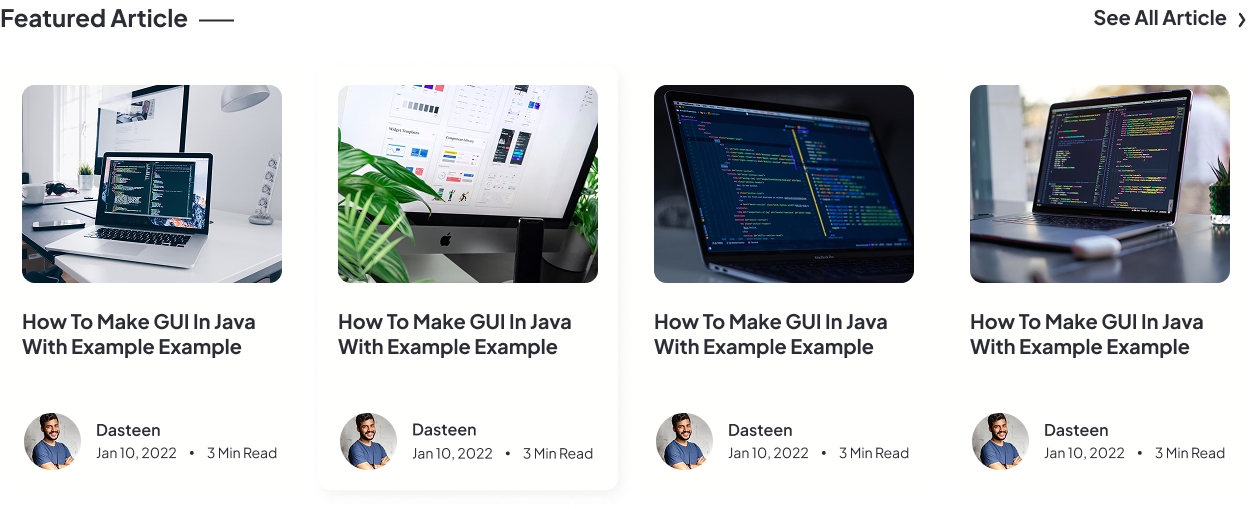 Featured Article
See All Article
How To Make GUI In Java
With Example Example
Dasteen
Jan 10, 2022 • 3 Min Read
How To Make GUI In Java
With Example Example
Dasteen
Jan 10, 2022 • 3 Min Read
How To Make GUI In Java
With Example Example
Dasteen
Jan 10, 2022 • 3 Min Read
How To Make GUI In Java
With Example Example
Dasteen
Jan 10, 2022 • 3 Min Read